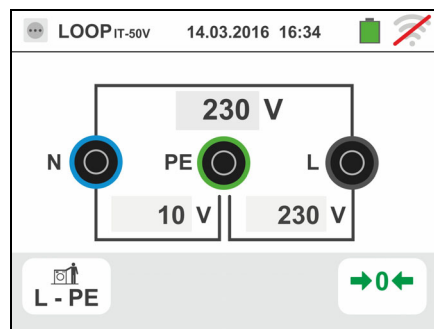 LOOP IT-50V 14.03.2016 16:34
230 V
N PE L
10 V 230 V
L - PE
➔0←